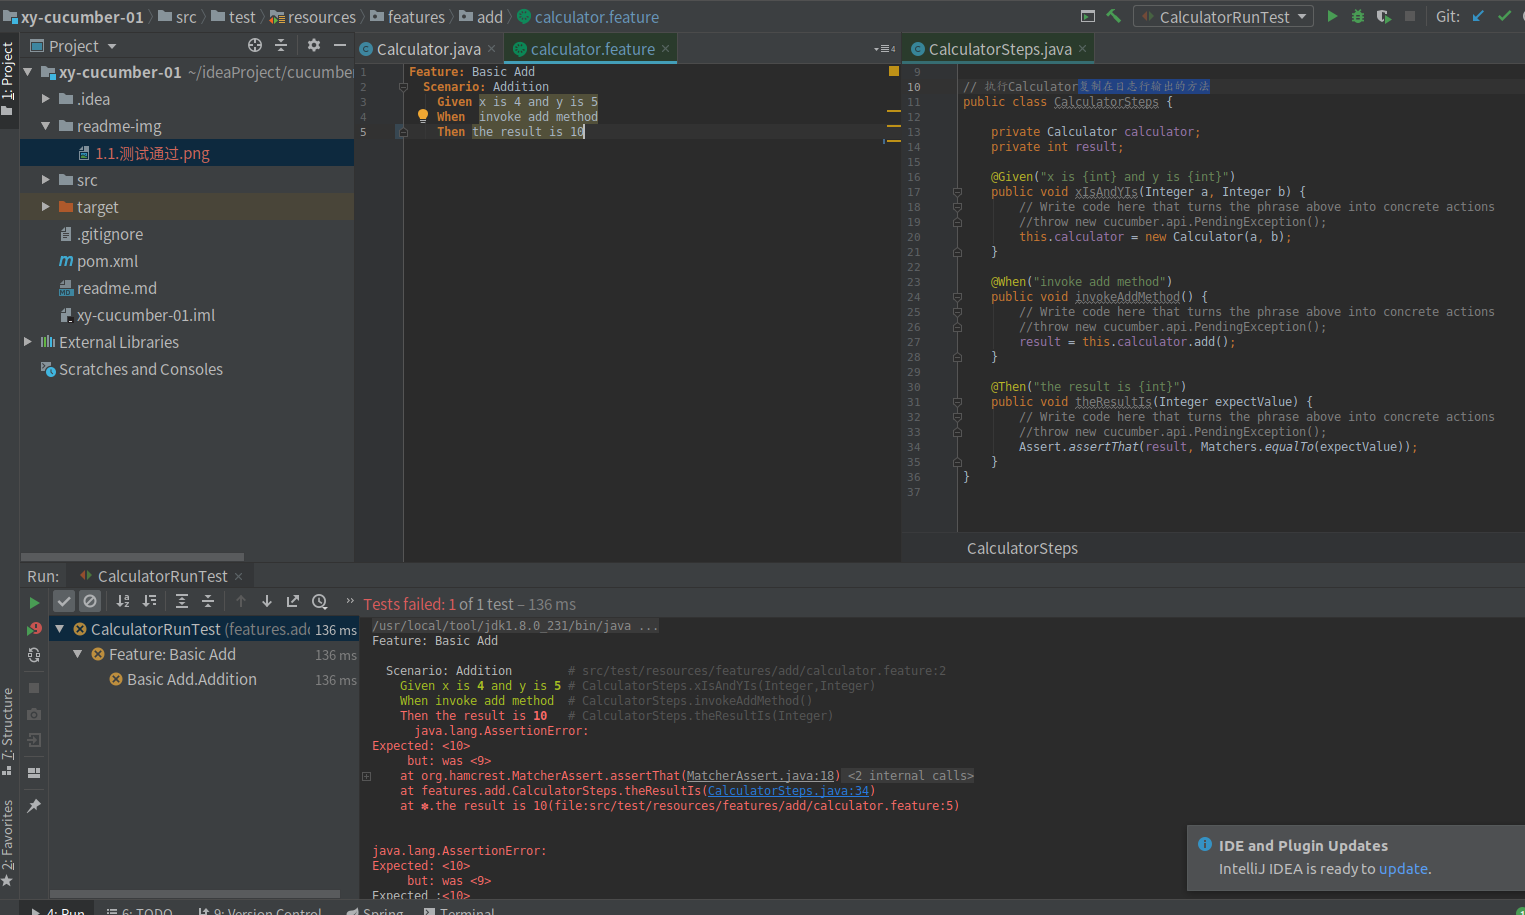 xy-cucumber-01 src test resources features add calculator.feature
CalculatorRunTest
Git:
1: Project
Project
Calculator.java
calculator.feature
4
CalculatorSteps.java
xy-cucumber-01 ~/ideaProject/cucumber
.idea
readme-img
1.1.测试通过.png
src
target
.gitignore
pom.xml
readme.md
xy-cucumber-01.iml
External Libraries
Scratches and Consoles
1 Feature: Basic Add
2 Scenario: Addition
3 Given x is 4 and y is 5
4 When invoke add method
5 Then the result is 10
9
10 // 执行Calculator复制在日志行输出的方法
11 public class CalculatorSteps {
12
13 private Calculator calculator;
14 private int result;
15
16 @Given("x is {int} and y is {int}")
17 public void xIsAndYIs(Integer a, Integer b) {
18 // Write code here that turns the phrase above into concrete actions
19 //throw new cucumber.api.PendingException();
20 this.calculator = new Calculator(a, b);
21 }
22
23 @When("invoke add method")
24 public void invokeAddMethod() {
25 // Write code here that turns the phrase above into concrete actions
26 //throw new cucumber.api.PendingException();
27 result = this.calculator.add();
28 }
29
30 @Then("the result is {int}")
31 public void theResultIs(Integer expectValue) {
32 // Write code here that turns the phrase above into concrete actions
33 //throw new cucumber.api.PendingException();
34 Assert.assertThat(result, Matchers.equalTo(expectValue));
35 }
36 }
37
CalculatorSteps
Run: CalculatorRunTest
Tests failed: 1 of 1 test – 136 ms
CalculatorRunTest (features.adc 136 ms
Feature: Basic Add 136 ms
Basic Add.Addition 136 ms
/usr/local/tool/jdk1.8.0_231/bin/java ...
Feature: Basic Add
Scenario: Addition # src/test/resources/features/add/calculator.feature:2
Given x is 4 and y is 5 # CalculatorSteps.xIsAndYIs(Integer,Integer)
When invoke add method # CalculatorSteps.invokeAddMethod()
Then the result is 10 # CalculatorSteps.theResultIs(Integer)
java.lang.AssertionError:
Expected: <10>
but: was <9>
at org.hamcrest.MatcherAssert.assertThat(MatcherAssert.java:18) <2 internal calls>
at features.add.CalculatorSteps.theResultIs(CalculatorSteps.java:34)
at ✽.the result is 10(file:src/test/resources/features/add/calculator.feature:5)
java.lang.AssertionError:
Expected: <10>
but: was <9>
Expected :<10>
7: Structure
2: Favorites
IDE and Plugin Updates
IntelliJ IDEA is ready to update.
4: Run 6: TODO 9: Version Control Spring Terminal